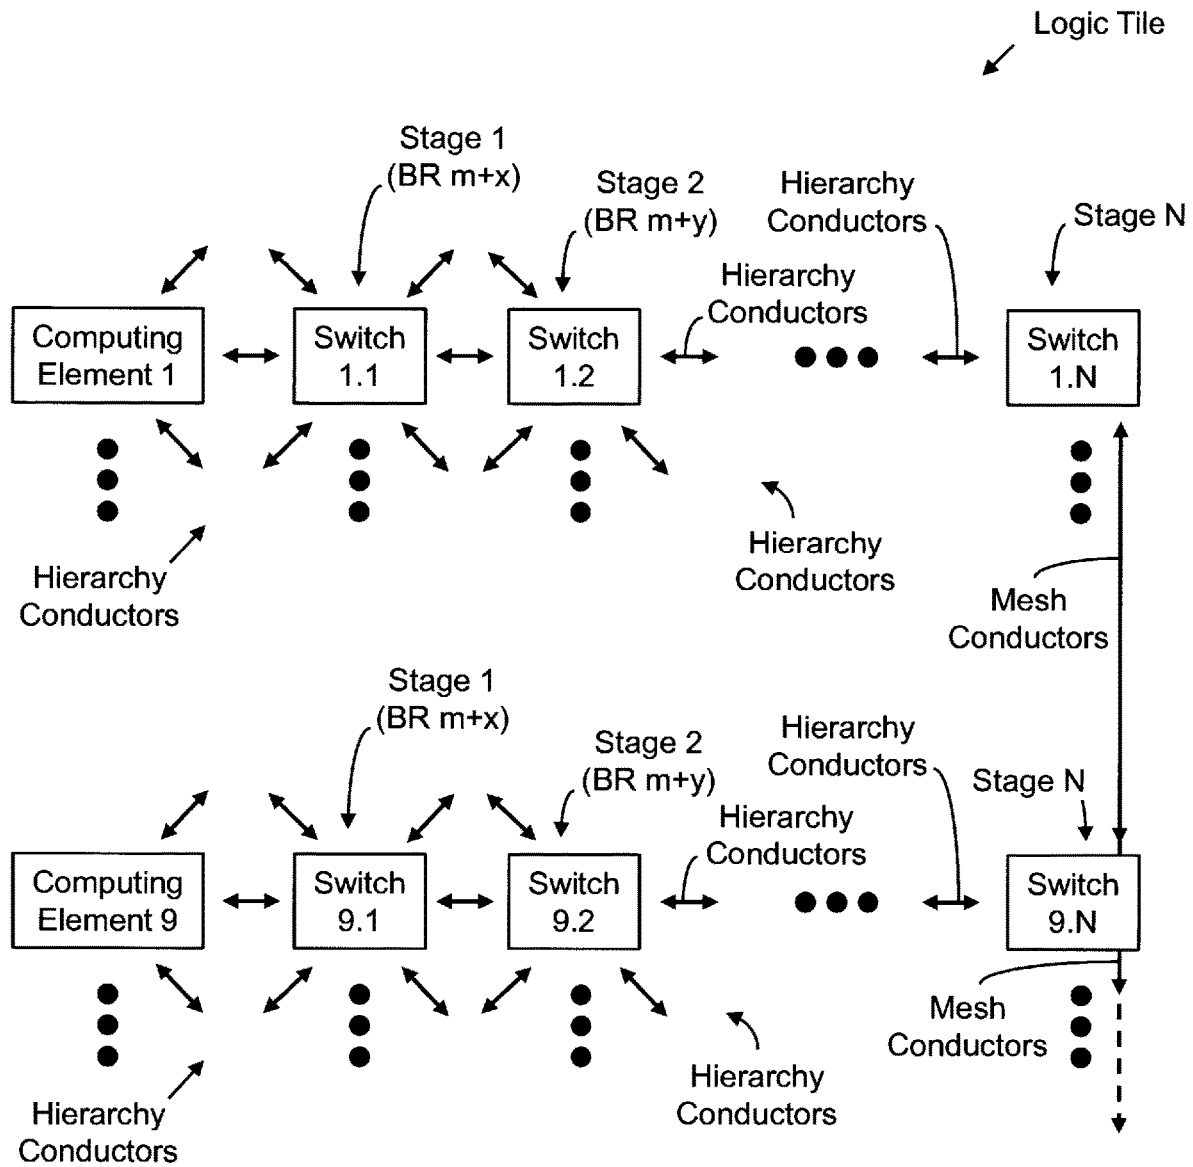 Logic Tile
Stage 1
(BR m+x)
Stage 2
(BR m+y)
Hierarchy
Conductors
Stage N
Hierarchy
Conductors
Computing
Element 1
Switch
1.1
Switch
1.2
Switch
1.N
Hierarchy
Conductors
Hierarchy
Conductors
Mesh
Conductors
Stage 1
(BR m+x)
Stage 2
(BR m+y)
Hierarchy
Conductors
Stage N
Hierarchy
Conductors
Computing
Element 9
Switch
9.1
Switch
9.2
Switch
9.N
Mesh
Conductors
Hierarchy
Conductors
Hierarchy
Conductors